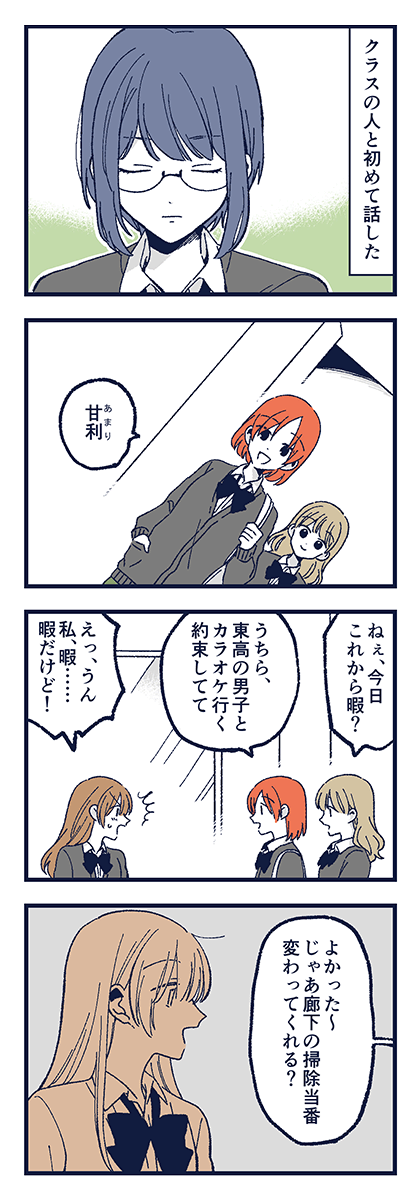 クラスの人と初めて話した
甘利
あまり
ねぇ、今日
これから暇？
うちら、
東高の男子と
カラオケ行く
約束してて
えっ、うん
私、暇……
暇だけど！
よかった～
じゃあ廊下の掃除当番
変わってくれる？